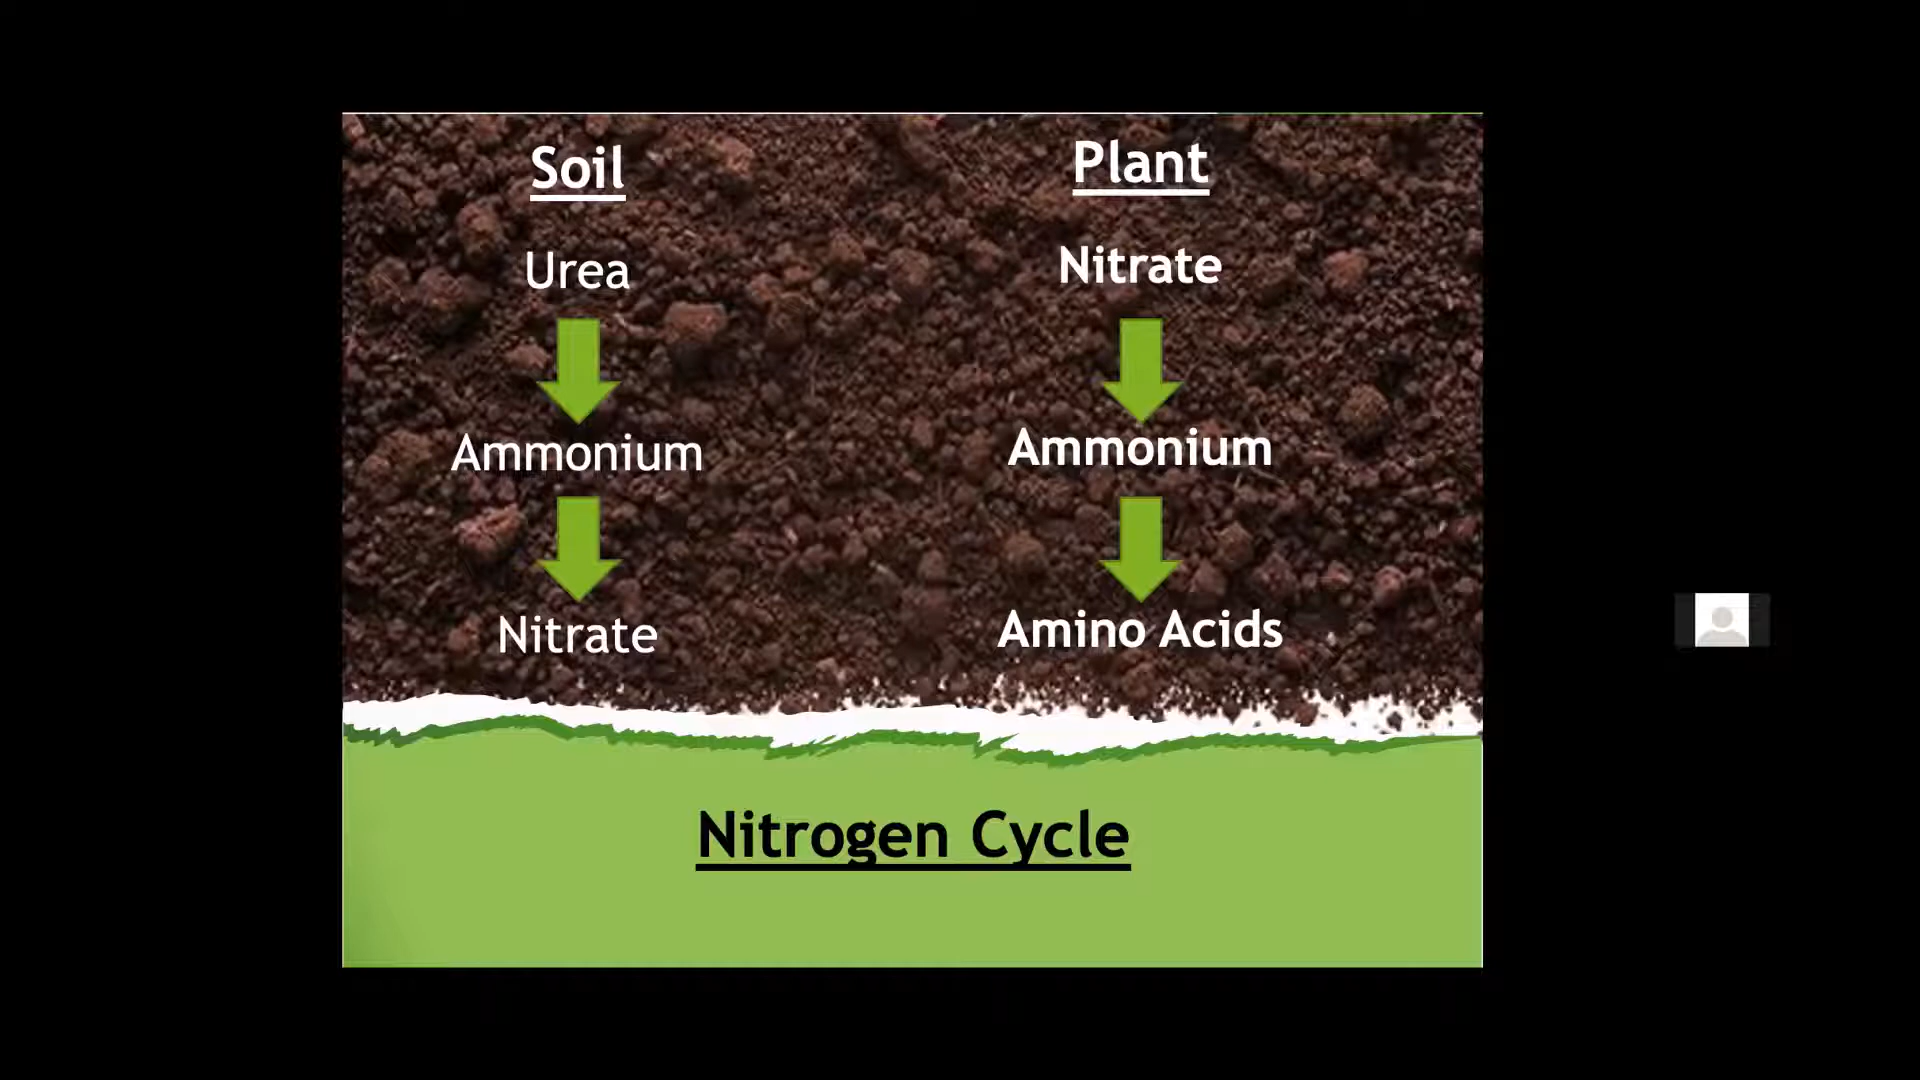 Soil
Urea
Ammonium
Nitrate
Plant
Nitrate
Ammonium
Amino Acids
Nitrogen Cycle